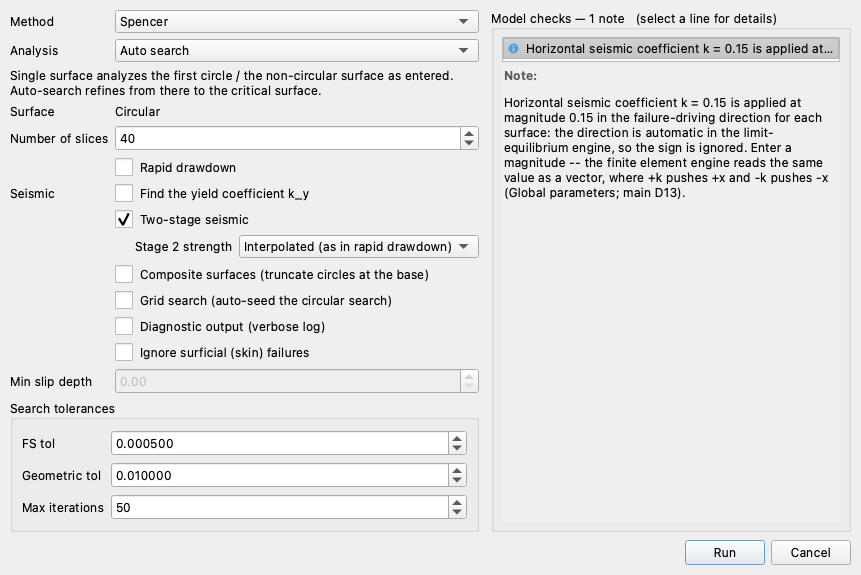 Method
Spencer
Analysis
Auto search
Single surface analyzes the first circle / the non-circular surface as entered.
Auto-search refines from there to the critical surface.
Surface
Circular
Number of slices
40
Rapid drawdown
Seismic
Find the yield coefficient k_y
Two-stage seismic
Stage 2 strength
Interpolated (as in rapid drawdown)
Composite surfaces (truncate circles at the base)
Grid search (auto-seed the circular search)
Diagnostic output (verbose log)
Ignore surficial (skin) failures
Min slip depth
0.00
Search tolerances
FS tol
0.000500
Geometric tol
0.010000
Max iterations
50
Model checks — 1 note   (select a line for details)
Horizontal seismic coefficient k = 0.15 is applied at...
Note:
Horizontal seismic coefficient k = 0.15 is applied at
magnitude 0.15 in the failure-driving direction for each
surface: the direction is automatic in the limit-
equilibrium engine, so the sign is ignored. Enter a
magnitude -- the finite element engine reads the same
value as a vector, where +k pushes +x and -k pushes -x
(Global parameters; main D13).
Run
Cancel